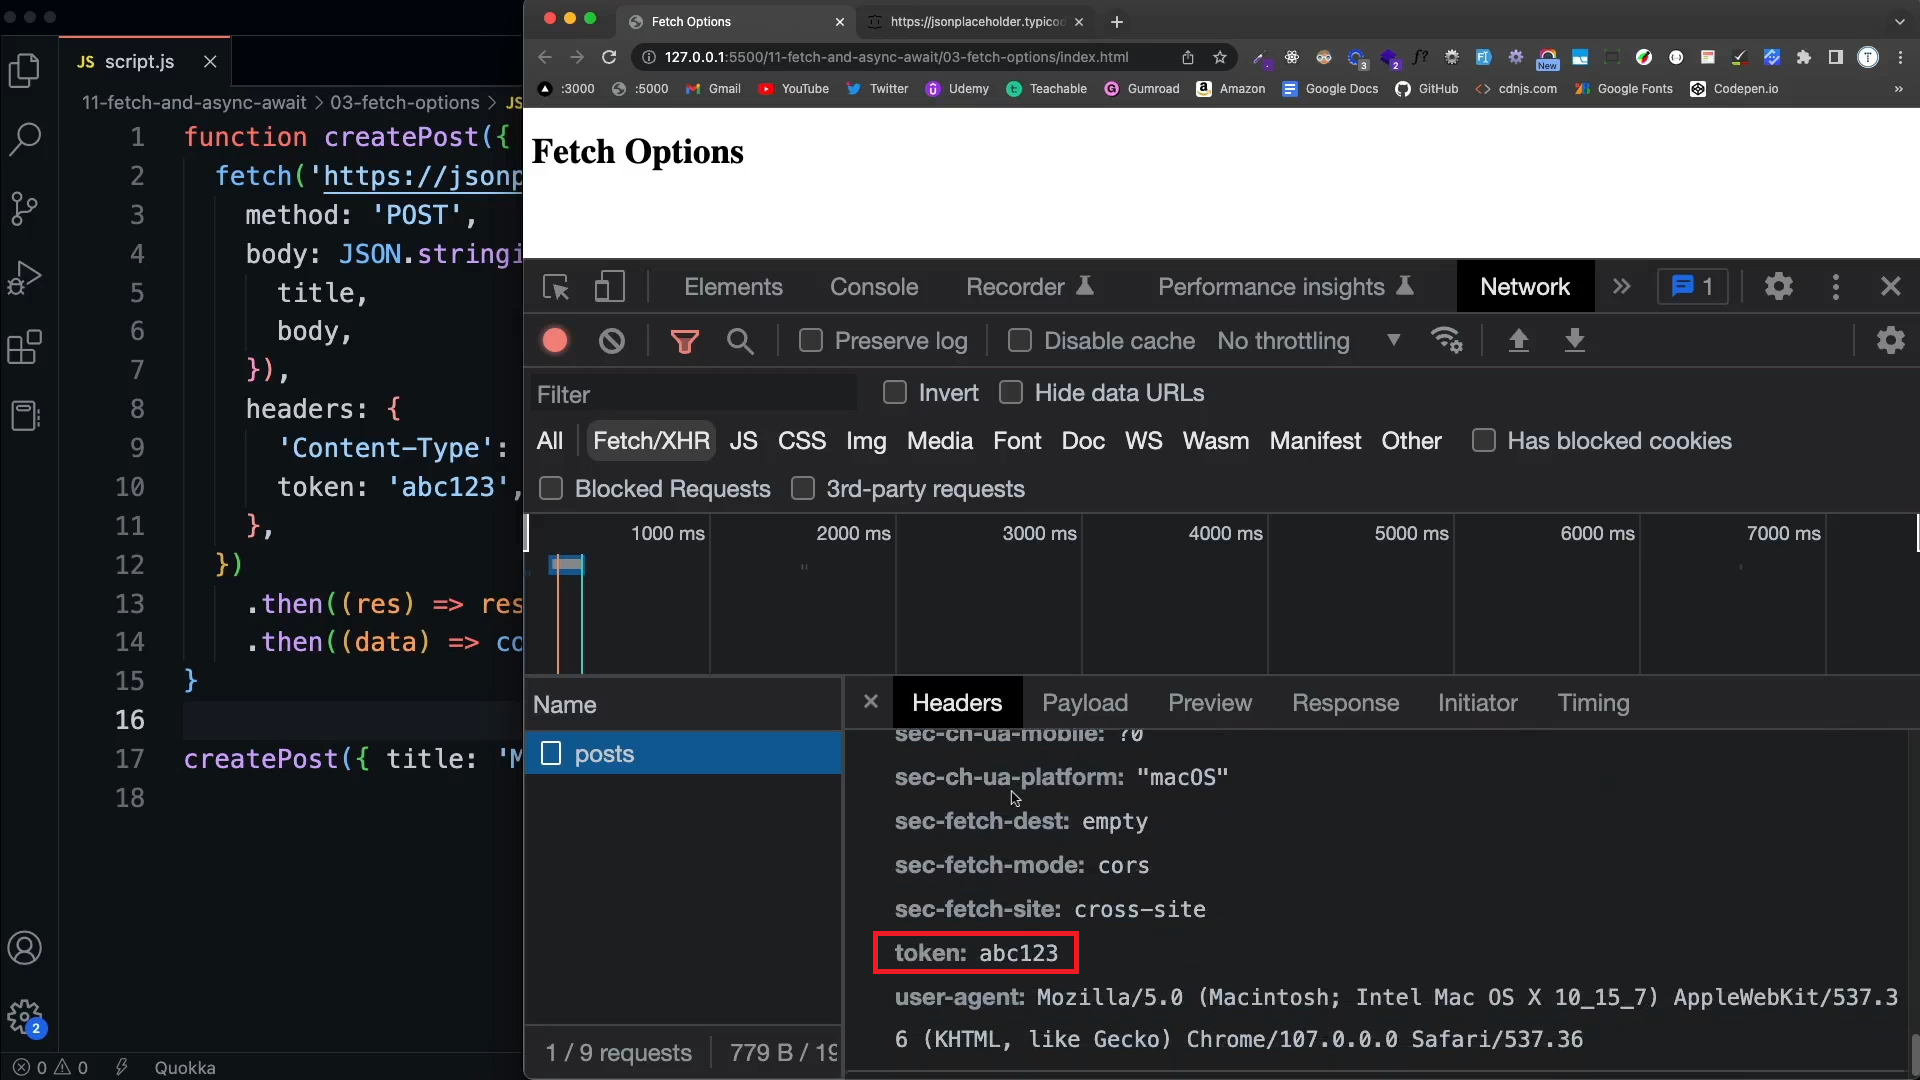 JS script.js
11-fetch-and-async-await > 03-fetch-options > JS
1 function createPost({
2 fetch('https://jsonp
3 method: 'POST',
4 body: JSON.stringi
5 title,
6 body,
7 }),
8 headers: {
9 'Content-Type':
10 token: 'abc123',
11 },
12 })
13 .then((res) => res
14 .then((data) => co
15 }
16
17 createPost({ title: 'M
18
2
0 0 Quokka
Fetch Options
https://jsonplaceholder.typicod
127.0.0.1:5500/11-fetch-and-async-await/03-fetch-options/index.html
3 2 f? New T
:3000 :5000 Gmail YouTube Twitter Udemy Teachable Gumroad Amazon Google Docs GitHub cdnjs.com Google Fonts Codepen.io »
Fetch Options
Elements Console Recorder Performance insights Network » 1
Preserve log Disable cache No throttling
Filter Invert Hide data URLs
All Fetch/XHR JS CSS Img Media Font Doc WS Wasm Manifest Other Has blocked cookies
Blocked Requests 3rd-party requests
1000 ms 2000 ms 3000 ms 4000 ms 5000 ms 6000 ms 7000 ms
Name
posts
1 / 9 requests 779 B / 19
Headers Payload Preview Response Initiator Timing
sec-ch-ua-mobile: ?0
sec-ch-ua-platform: "macOS"
sec-fetch-dest: empty
sec-fetch-mode: cors
sec-fetch-site: cross-site
token: abc123
user-agent: Mozilla/5.0 (Macintosh; Intel Mac OS X 10_15_7) AppleWebKit/537.3
6 (KHTML, like Gecko) Chrome/107.0.0.0 Safari/537.36